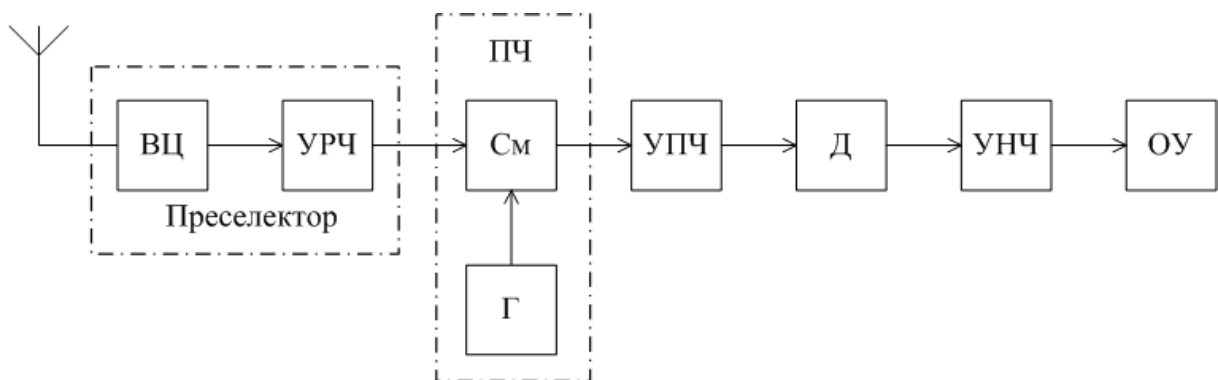 ПЧ
ВЦ
УРЧ
См
УПЧ
Д
УНЧ
ОУ
Преселектор
Г